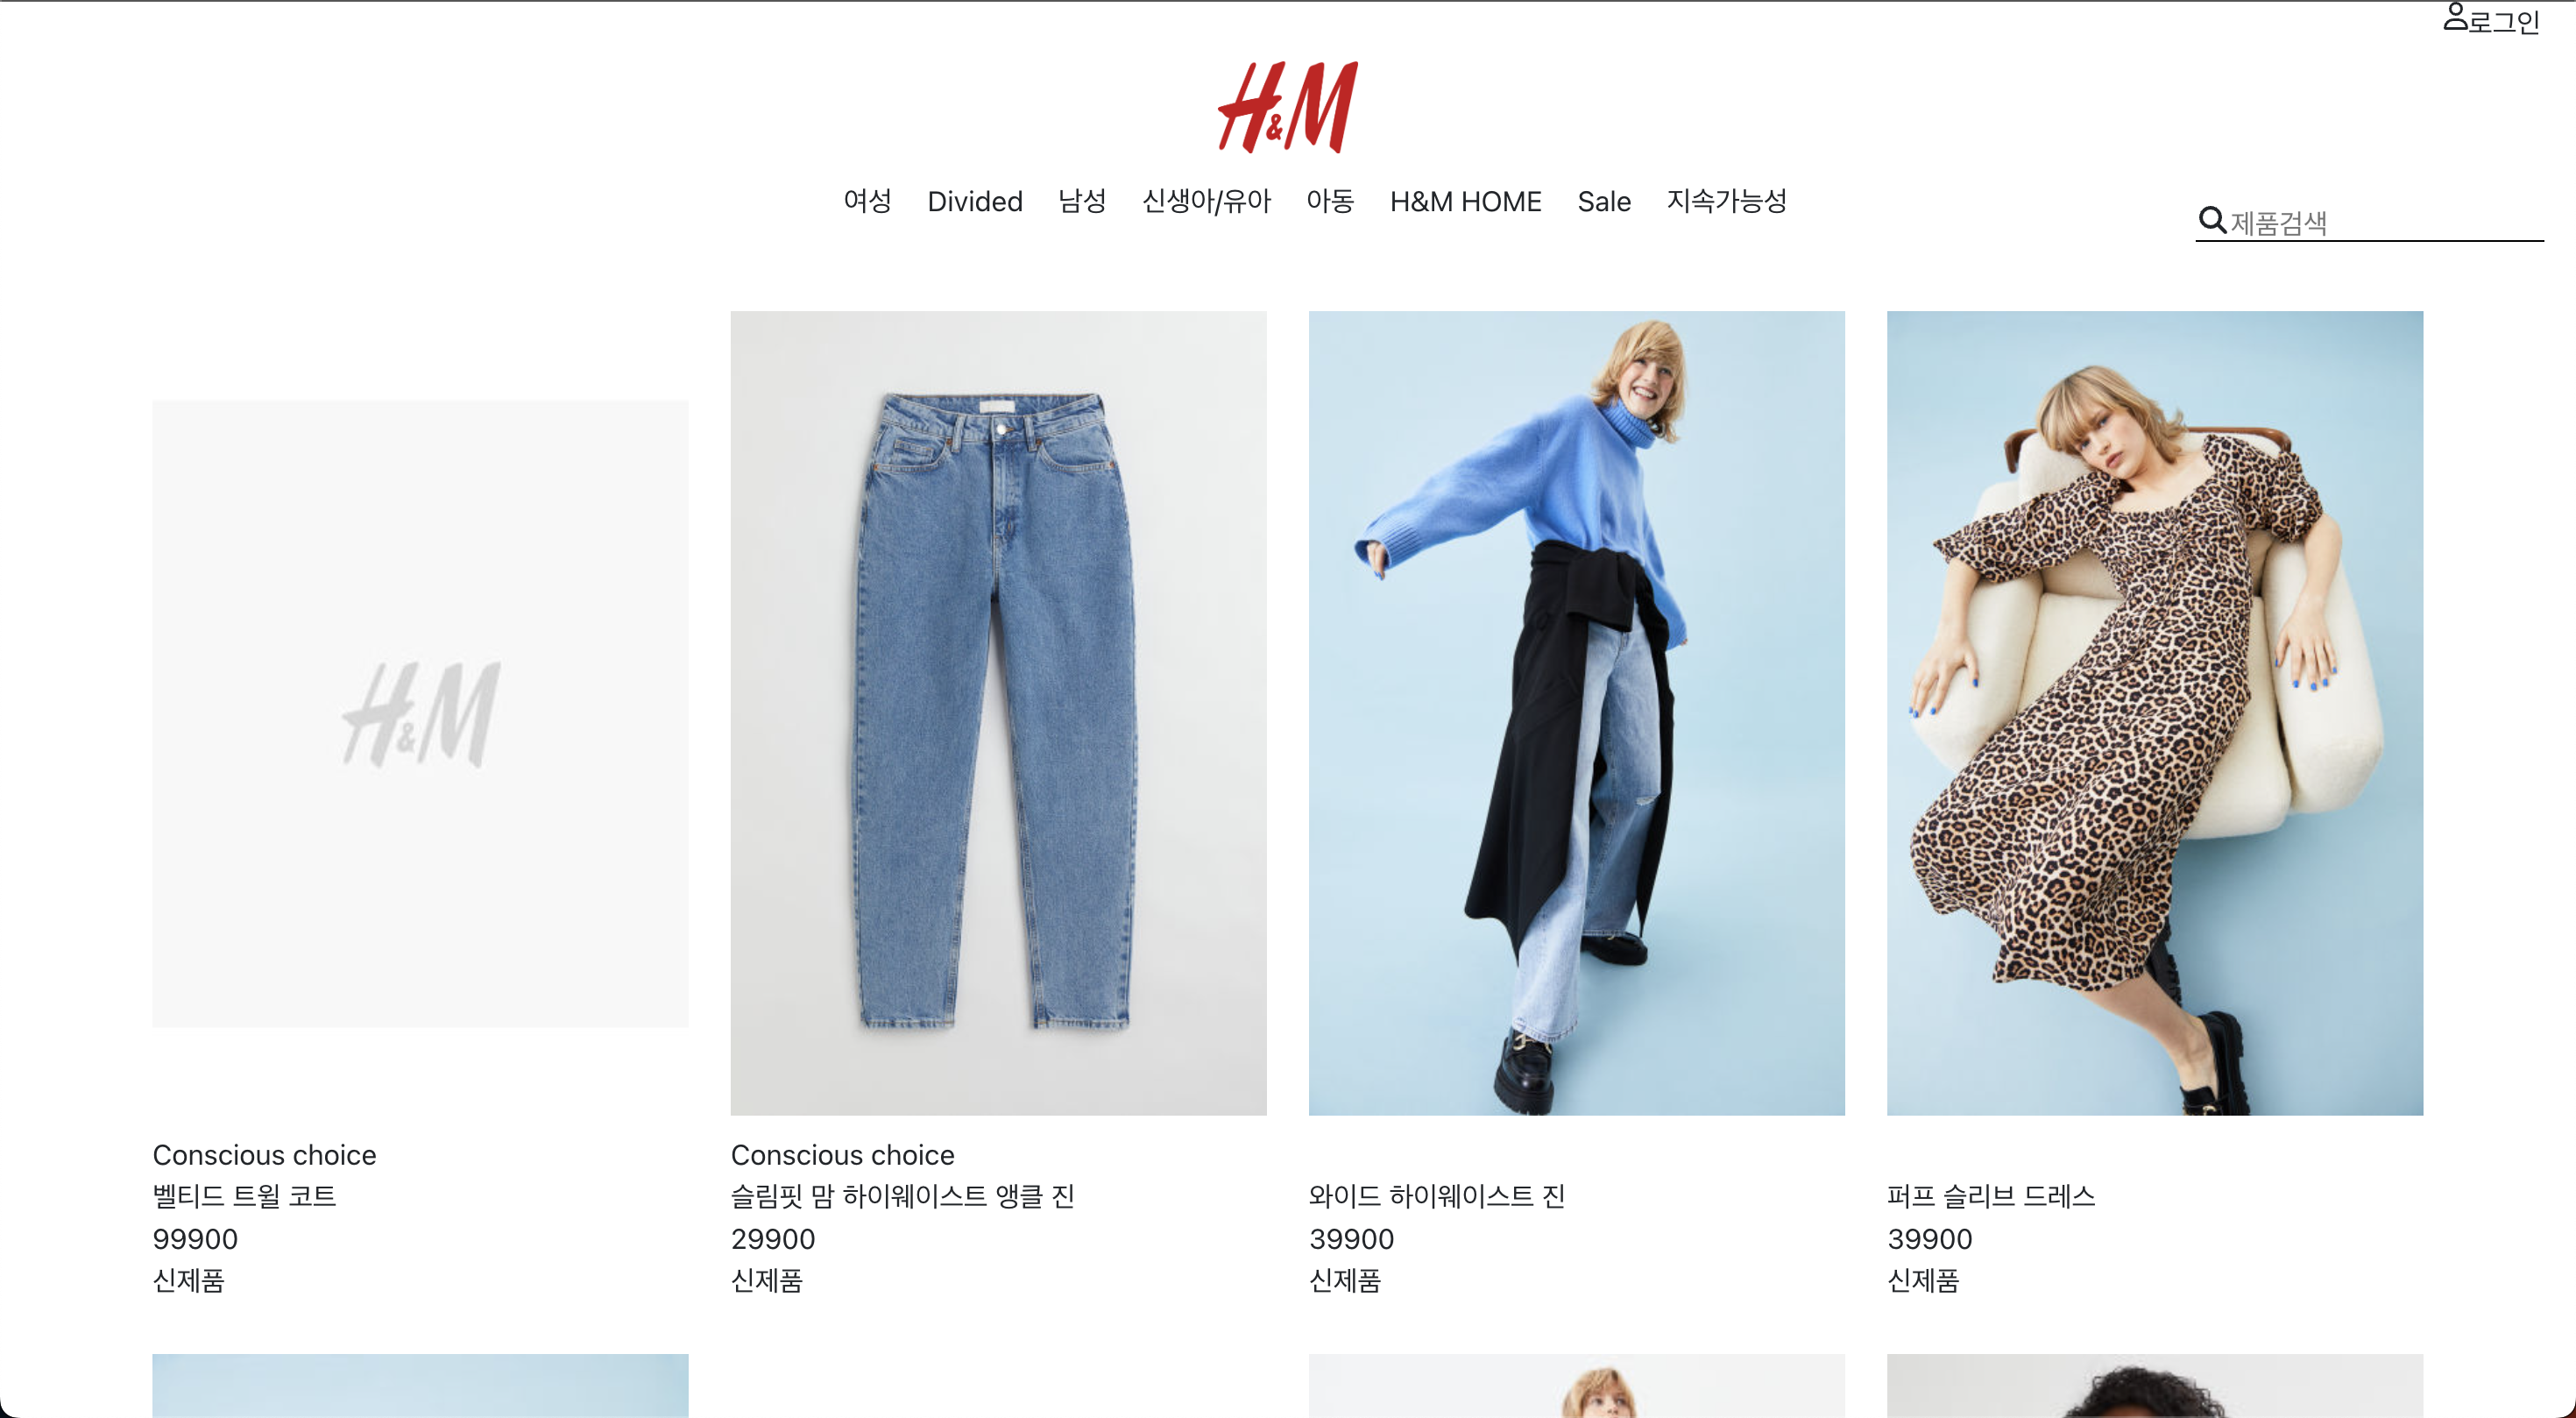 로그인
H&M
여성 Divided 남성 신생아/유아 아동 H&M HOME Sale 지속가능성
제품검색
H&M
Conscious choice
벨티드 트윌 코트
99900
신제품
Conscious choice
슬림핏 맘 하이웨이스트 앵클 진
29900
신제품
와이드 하이웨이스트 진
39900
신제품
퍼프 슬리브 드레스
39900
신제품